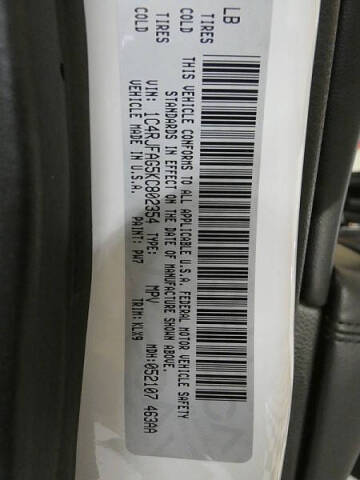 LB
TIRES COLD
TIRES COLD
THIS VEHICLE CONFORMS TO ALL APPLICABLE U.S.A. FEDERAL MOTOR VEHICLE SAFETY
STANDARDS IN EFFECT ON THE DATE OF MANUFACTURE SHOWN ABOVE.
VIN: 1C4RJFAG5KC802354 TYPE: MPV MDH:052107 463AA
VEHICLE MADE IN U.S.A. PAINT: PW7 TRIM: KLX9